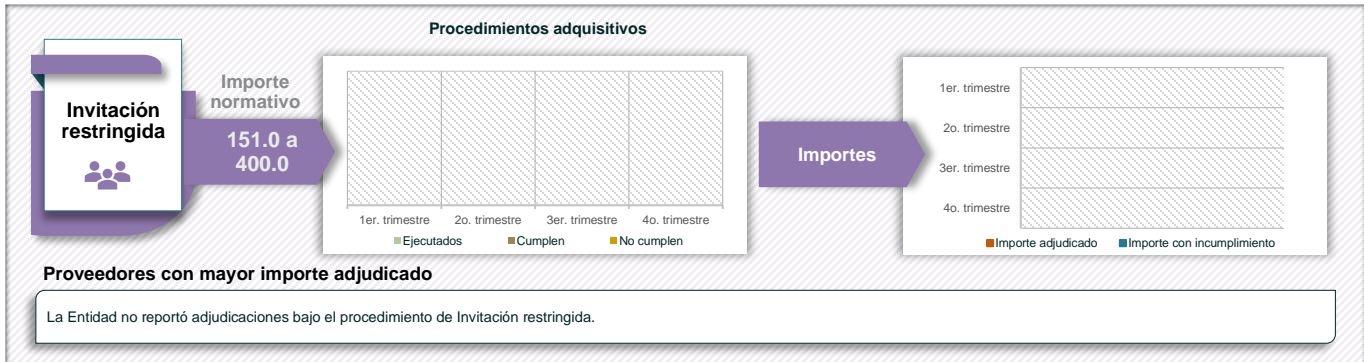 Procedimientos adquisitivos
Invitación
restringida
Importe
normativo
151.0 a
400.0
1er. trimestre 2o. trimestre 3er. trimestre 4o. trimestre
Ejecutados Cumplen No cumplen
Importes
1er. trimestre
2o. trimestre
3er. trimestre
4o. trimestre
Importe adjudicado Importe con incumplimiento
Proveedores con mayor importe adjudicado
La Entidad no reportó adjudicaciones bajo el procedimiento de Invitación restringida.